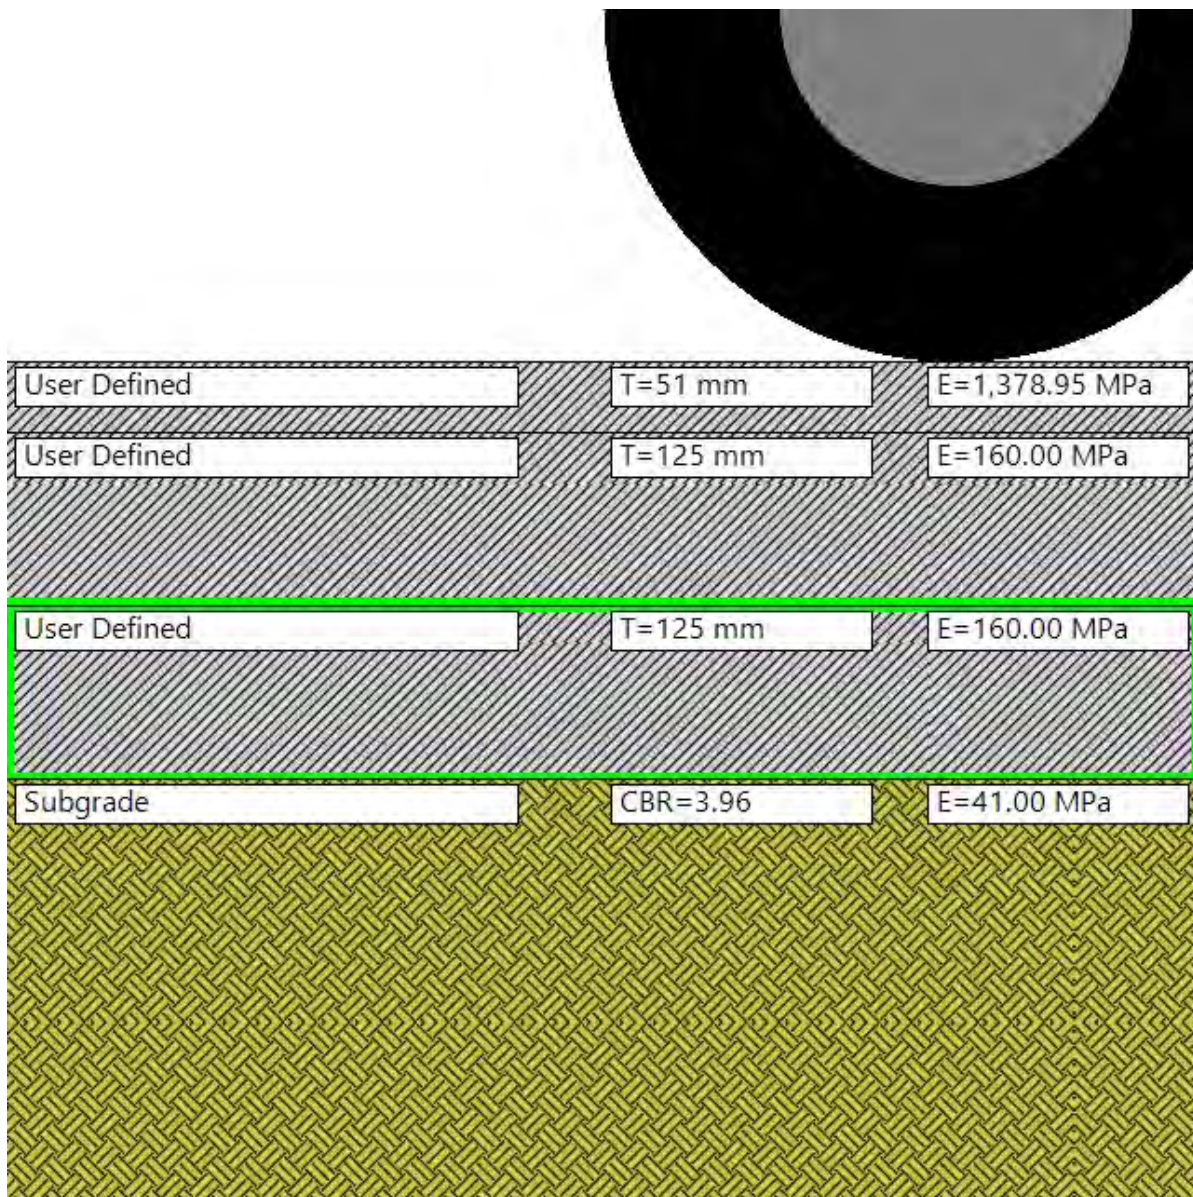 User Defined T=51 mm E=1,378.95 MPa
User Defined T=125 mm E=160.00 MPa
User Defined T=125 mm E=160.00 MPa
Subgrade CBR=3.96 E=41.00 MPa